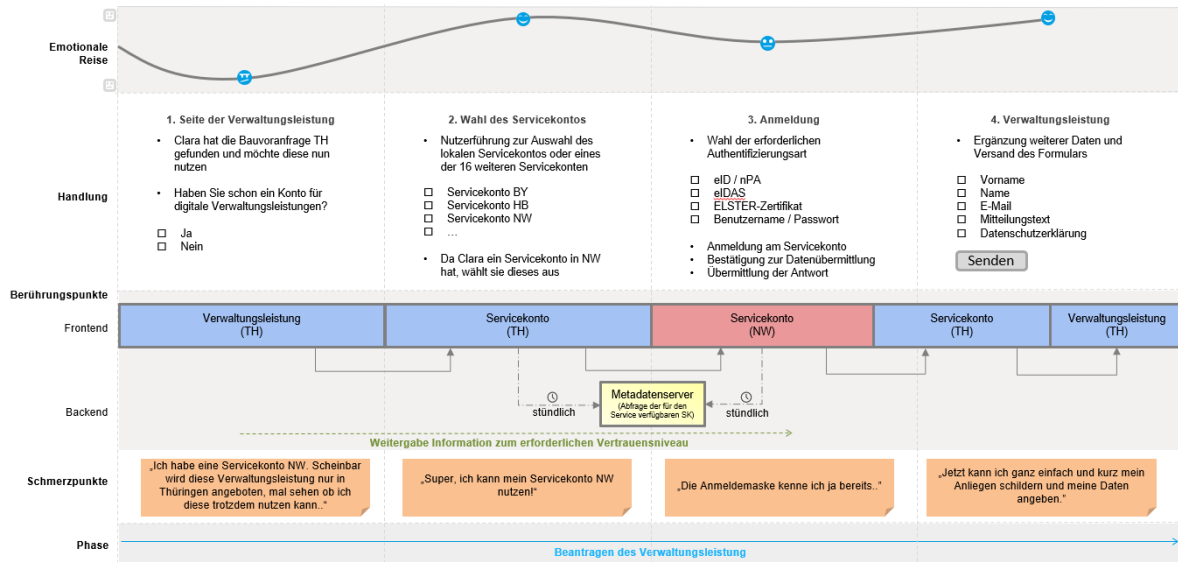 Emotionale
Reise
Handlung
1. Seite der Verwaltungsleistung
• Clara hat die Bauvoranfrage TH
gefunden und möchte diese nun
nutzen
• Haben Sie schon ein Konto für
digitale Verwaltungsleistungen?
☐ Ja
☐ Nein
2. Wahl des Servicekontos
• Nutzerführung zur Auswahl des
lokalen Servicekontos oder eines
der 16 weiteren Servicekonten
☐ Servicekonto BY
☐ Servicekonto HB
☐ Servicekonto NW
☐ ...
• Da Clara ein Servicekonto in NW
hat, wählt sie dieses aus
3. Anmeldung
• Wahl der erforderlichen
Authentifizierungsart
☐ eID / nPA
☐ eIDAS
☐ ELSTER-Zertifikat
☐ Benutzername / Passwort
• Anmeldung am Servicekonto
• Bestätigung zur Datenübermittlung
• Übermittlung der Antwort
4. Verwaltungsleistung
• Ergänzung weiterer Daten und
Versand des Formulars
☐ Vorname
☐ Name
☐ E-Mail
☐ Mitteilungstext
☐ Datenschutzerklärung
Senden
Berührungspunkte
Frontend
Verwaltungsleistung
(TH)
Servicekonto
(TH)
Servicekonto
(NW)
Servicekonto
(TH)
Verwaltungsleistung
(TH)
Backend
stündlich
Metadatenserver
(Abfrage der für den
Service verfügbaren SK)
stündlich
Weitergabe Information zum erforderlichen Vertrauensniveau
Schmerzpunkte
„Ich habe eine Servicekonto NW. Scheinbar
wird diese Verwaltungsleistung nur in
Thüringen angeboten, mal sehen ob ich
diese trotzdem nutzen kann.."
„Super, ich kann mein Servicekonto NW
nutzen!"
„Die Anmeldemaske kenne ich ja bereits.."
„Jetzt kann ich ganz einfach und kurz mein
Anliegen schildern und meine Daten
angeben."
Phase
Beantragen des Verwaltungsleistung